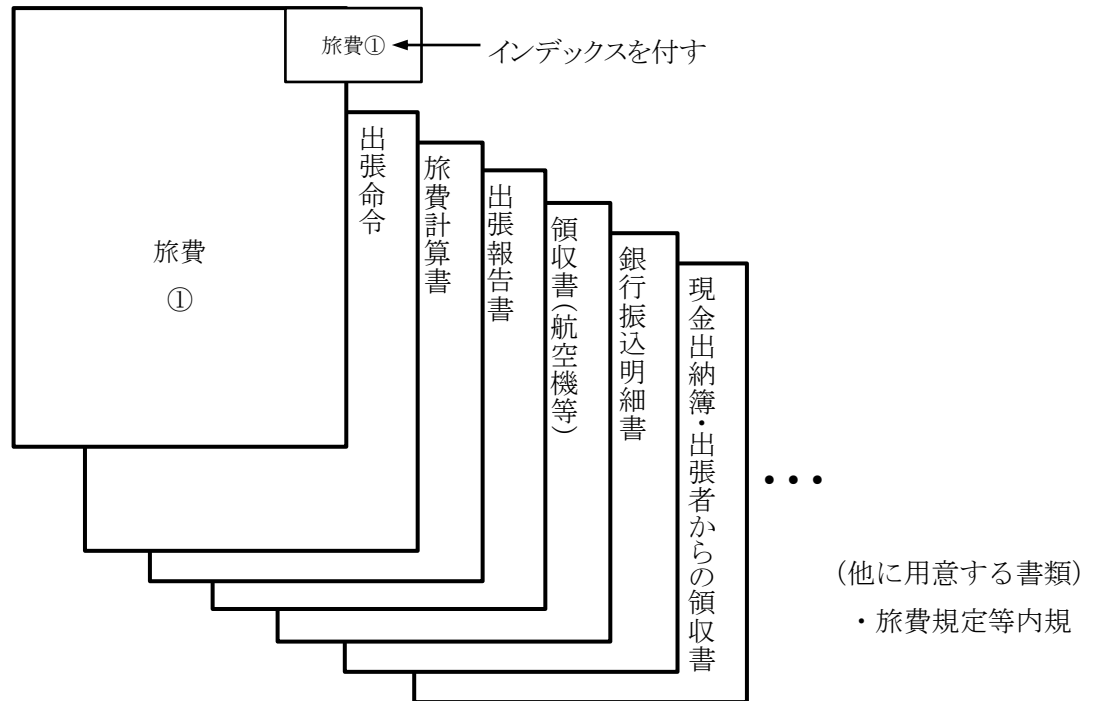 旅費①
インデックスを付す
旅費
①
出張命令
旅費計算書
出張報告書
領収書(航空機等)
銀行振込明細書
現金出納簿・出張者からの領収書
・・・
(他に用意する書類)
・旅費規定等内規